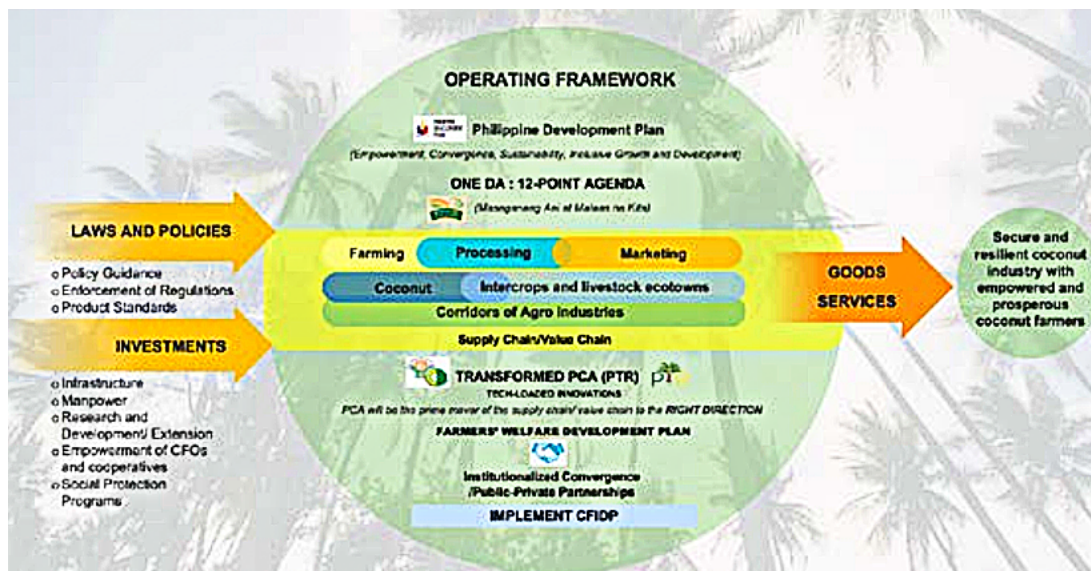 OPERATING FRAMEWORK
Philippine Development Plan
(Empowerment, Convergence, Sustainability, Inclusive Growth and Development)
ONE DA : 12-POINT AGENDA
(Masaganang Ani at Mataas na Kita)
LAWS AND POLICIES
o Policy Guidance
o Enforcement of Regulations
o Product Standards
INVESTMENTS
o Infrastructure
o Manpower
o Research and
Development/ Extension
o Empowerment of CFOs
and cooperatives
o Social Protection
Programs
Farming
Processing
Marketing
Coconut
Intercrops and livestock ecotowns
Corridors of Agro Industries
Supply Chain/Value Chain
TRANSFORMED PCA (PTR)
TECH-LOADED INNOVATIONS
PCA will be the prime mover of the supply chain/ value chain to the RIGHT DIRECTION
FARMERS' WELFARE DEVELOPMENT PLAN
Institutionalized Convergence
/Public-Private Partnerships
IMPLEMENT CFIDP
GOODS
SERVICES
Secure and
resilient coconut
industry with
empowered and
prosperous
coconut farmers